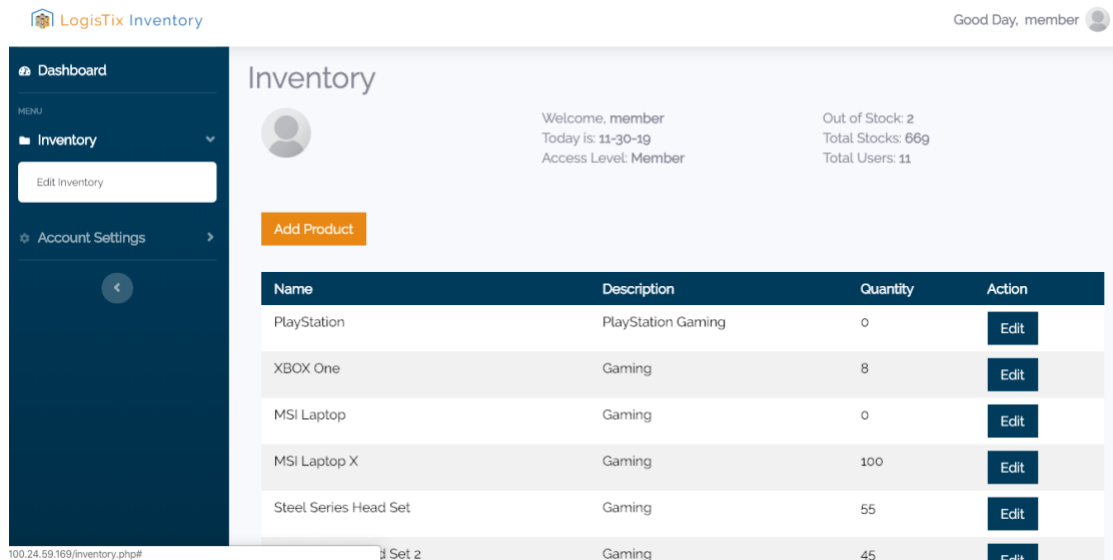 LogisTix Inventory
Good Day, member
Dashboard
MENU
Inventory
Edit Inventory
Account Settings
Inventory
Welcome, member
Today is: 11-30-19
Access Level: Member
Out of Stock: 2
Total Stocks: 669
Total Users: 11
Add Product
Name Description Quantity Action
PlayStation PlayStation Gaming 0 Edit
XBOX One Gaming 8 Edit
MSI Laptop Gaming 0 Edit
MSI Laptop X Gaming 100 Edit
Steel Series Head Set Gaming 55 Edit
d Set 2 Gaming 45 Edit
100.24.59.169/inventory.php#